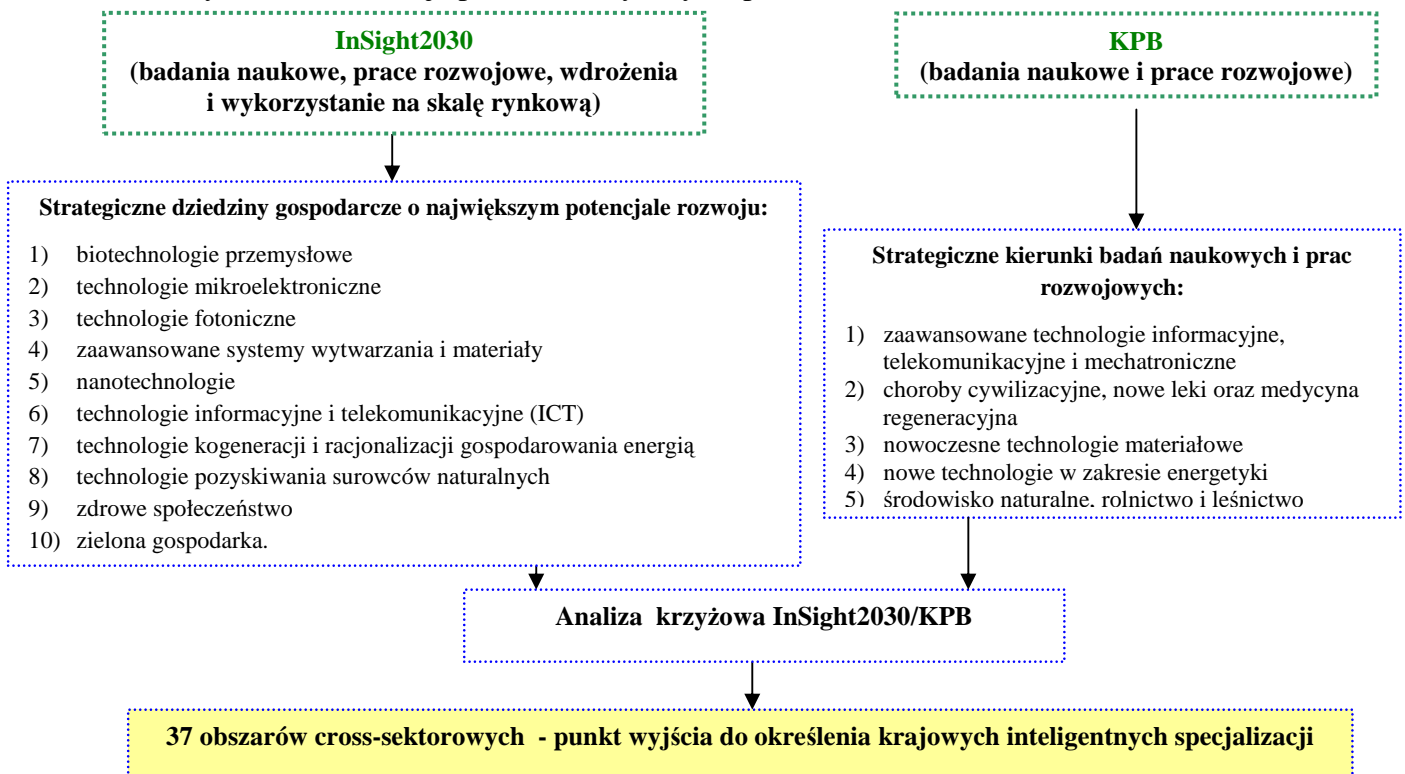 InSight2030
(badania naukowe, prace rozwojowe, wdrożenia
i wykorzystanie na skalę rynkową)
KPB
(badania naukowe i prace rozwojowe)
Strategiczne dziedziny gospodarcze o największym potencjale rozwoju:
1) biotechnologie przemysłowe
2) technologie mikroelektroniczne
3) technologie fotoniczne
4) zaawansowane systemy wytwarzania i materiały
5) nanotechnologie
6) technologie informacyjne i telekomunikacyjne (ICT)
7) technologie kogeneracji i racjonalizacji gospodarowania energią
8) technologie pozyskiwania surowców naturalnych
9) zdrowe społeczeństwo
10) zielona gospodarka.
Strategiczne kierunki badań naukowych i prac
rozwojowych:
1) zaawansowane technologie informacyjne,
telekomunikacyjne i mechatroniczne
2) choroby cywilizacyjne, nowe leki oraz medycyna
regeneracyjna
3) nowoczesne technologie materiałowe
4) nowe technologie w zakresie energetyki
5) środowisko naturalne, rolnictwo i leśnictwo
Analiza krzyżowa InSight2030/KPB
37 obszarów cross-sektorowych - punkt wyjścia do określenia krajowych inteligentnych specjalizacji